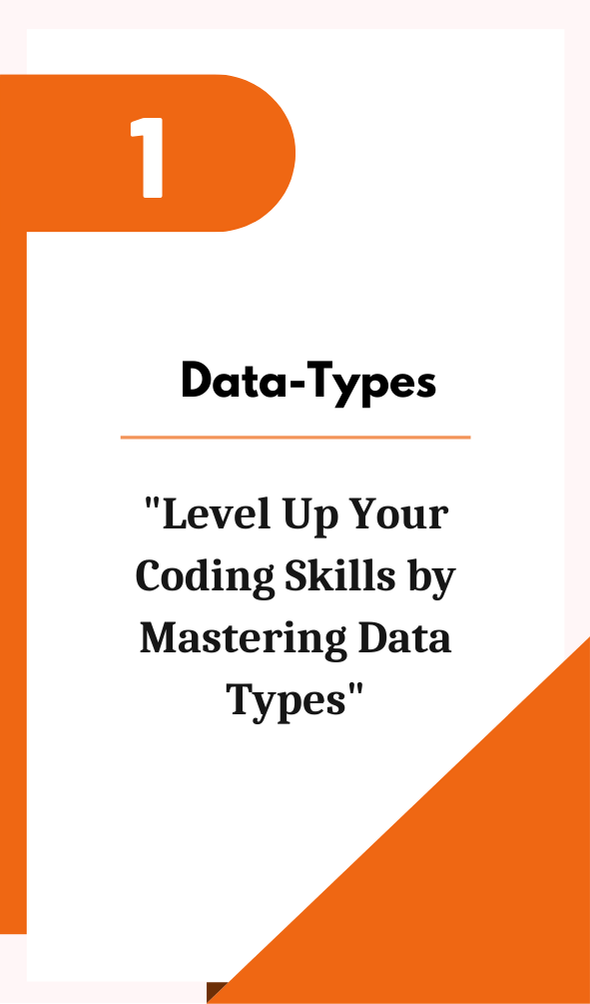 1
Data-Types
"Level Up Your
Coding Skills by
Mastering Data
Types"